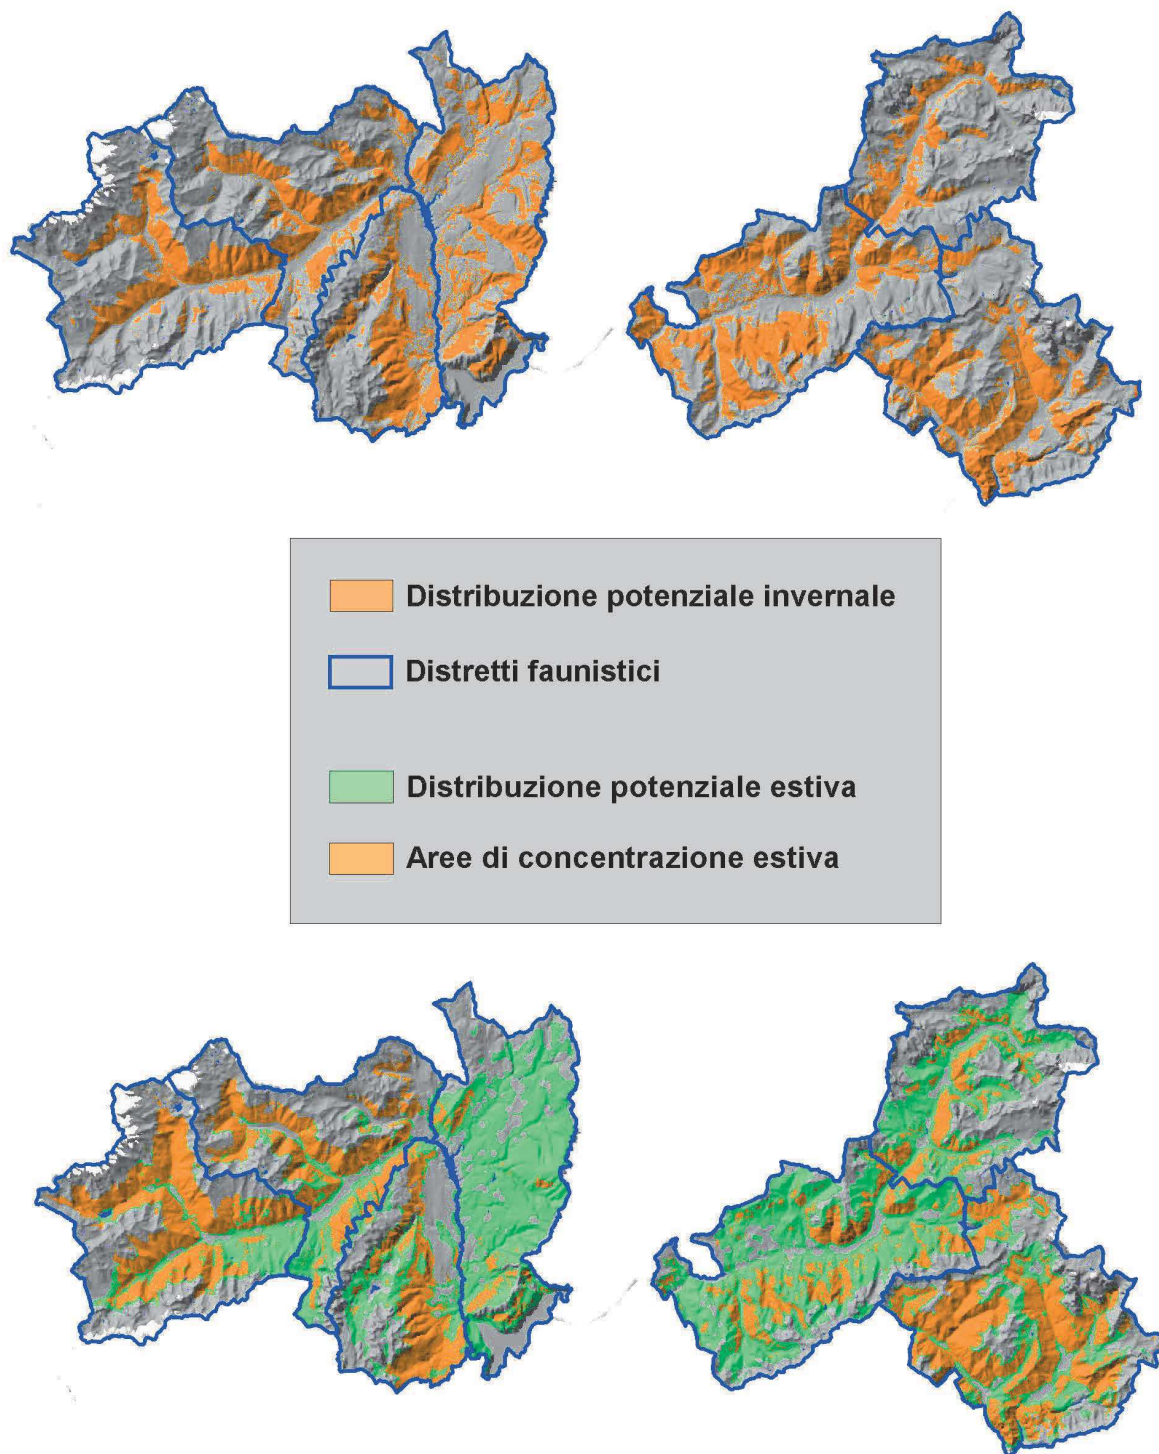 Distribuzione potenziale invernale
Distretti faunistici
Distribuzione potenziale estiva
Aree di concentrazione estiva